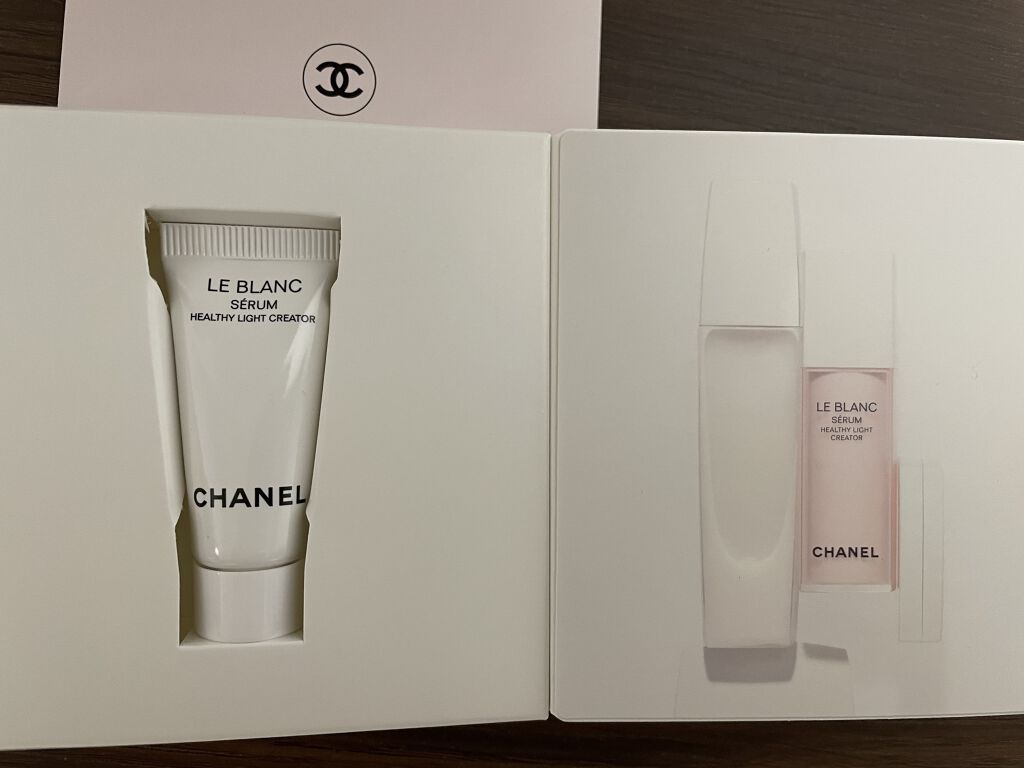 LE BLANC
SÉRUM
HEALTHY LIGHT CREATOR
CHANEL
LE BLANC
SÉRUM
HEALTHY LIGHT
CREATOR
CHANEL